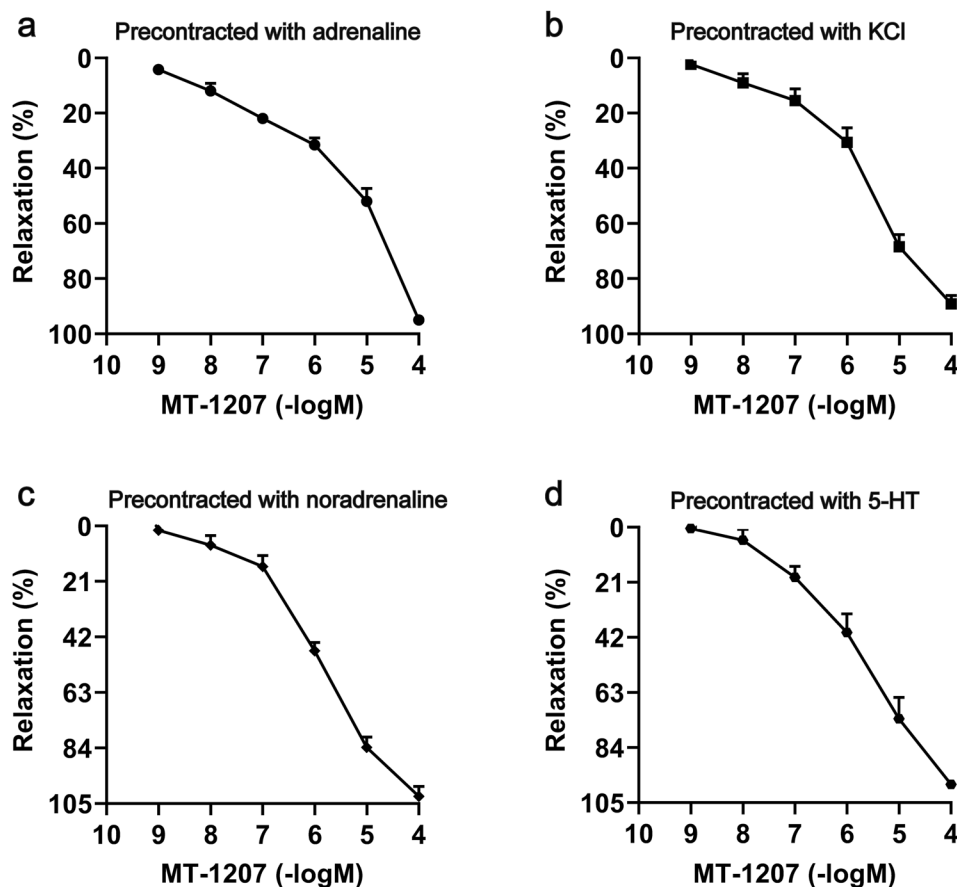 a
Precontracted with adrenaline
Relaxation (%)
0
20
40
60
80
100
10 9 8 7 6 5 4
MT-1207 (-logM)
b
Precontracted with KCl
Relaxation (%)
0
20
40
60
80
100
10 9 8 7 6 5 4
MT-1207 (-logM)
c
Precontracted with noradrenaline
Relaxation (%)
0
21
42
63
84
105
10 9 8 7 6 5 4
MT-1207 (-logM)
d
Precontracted with 5-HT
Relaxation (%)
0
21
42
63
84
105
10 9 8 7 6 5 4
MT-1207 (-logM)